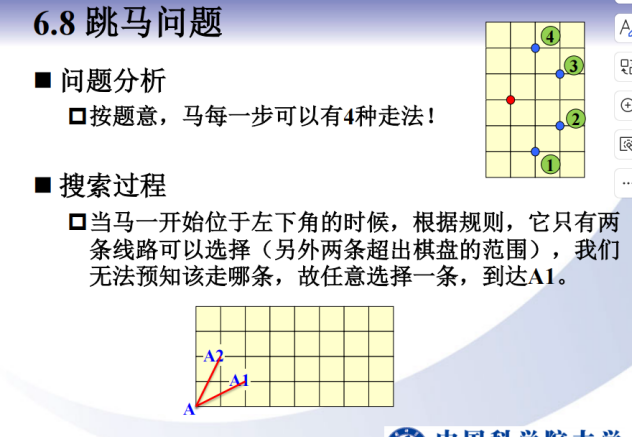 6.8 跳马问题
■ 问题分析
按题意，马每一步可以有4种走法！
4
3
2
1
■ 搜索过程
当马一开始位于左下角的时候，根据规则，它只有两
条线路可以选择（另外两条超出棋盘的范围），我们
无法预知该走哪条，故任意选择一条，到达A1。
A2
A1
A